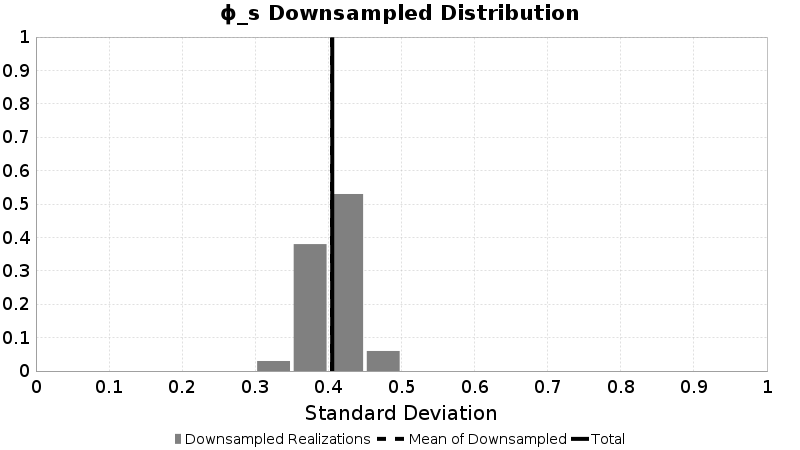 ϕ_s Downsampled Distribution
1
0.9
0.8
0.7
0.6
0.5
0.4
0.3
0.2
0.1
0
0 0.1 0.2 0.3 0.4 0.5 0.6 0.7 0.8 0.9 1
Standard Deviation
Downsampled Realizations Mean of Downsampled Total